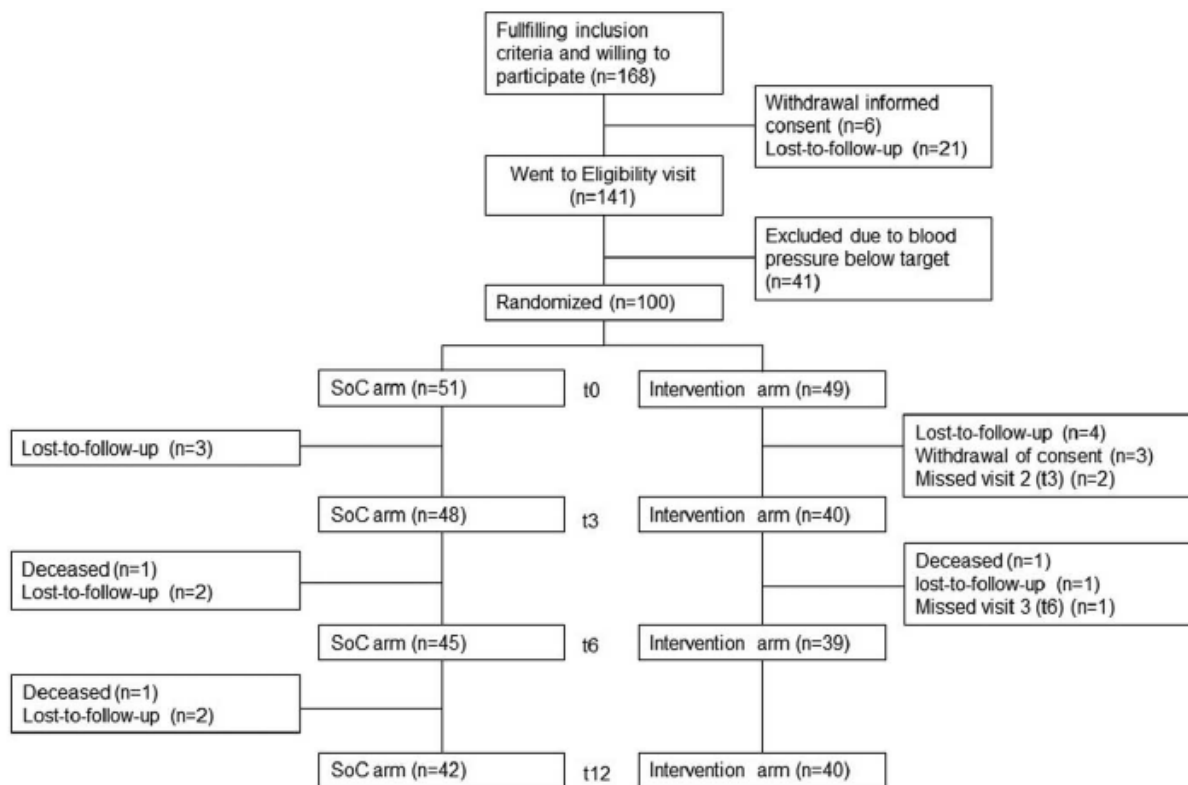 Fullfilling inclusion
criteria and willing to
participate (n=168)
Withdrawal informed
consent (n=6)
Lost-to-follow-up (n=21)
Went to Eligibility visit
(n=141)
Excluded due to blood
pressure below target
(n=41)
Randomized (n=100)
SoC arm (n=51)
t0
Intervention arm (n=49)
Lost-to-follow-up (n=3)
Lost-to-follow-up (n=4)
Withdrawal of consent (n=3)
Missed visit 2 (t3) (n=2)
SoC arm (n=48)
t3
Intervention arm (n=40)
Deceased (n=1)
Lost-to-follow-up (n=2)
Deceased (n=1)
lost-to-follow-up (n=1)
Missed visit 3 (t6) (n=1)
SoC arm (n=45)
t6
Intervention arm (n=39)
Deceased (n=1)
Lost-to-follow-up (n=2)
SoC arm (n=42)
t12
Intervention arm (n=40)